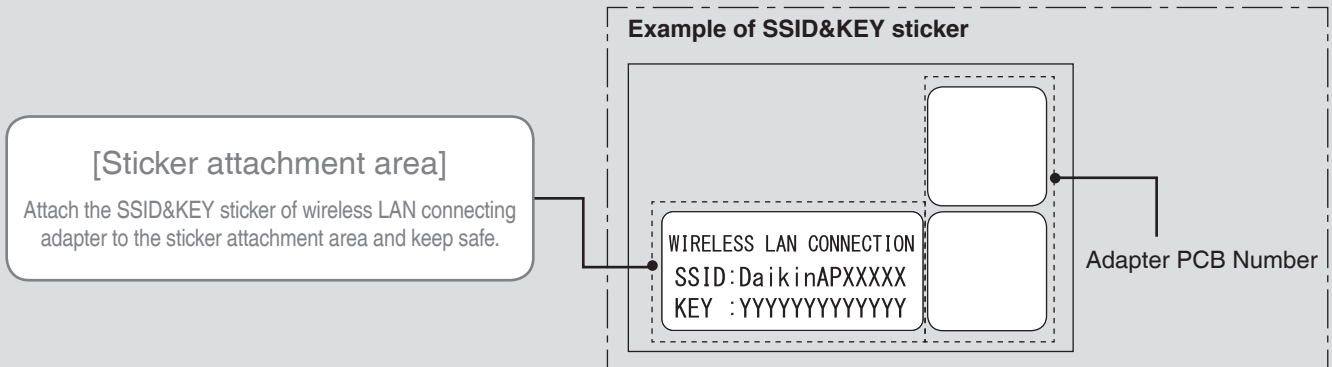 Example of SSID&KEY sticker
[Sticker attachment area]
Attach the SSID&KEY sticker of wireless LAN connecting
adapter to the sticker attachment area and keep safe.
WIRELESS LAN CONNECTION
SSID:DaikinAPXXXXX
KEY :YYYYYYYYYYYYY
Adapter PCB Number